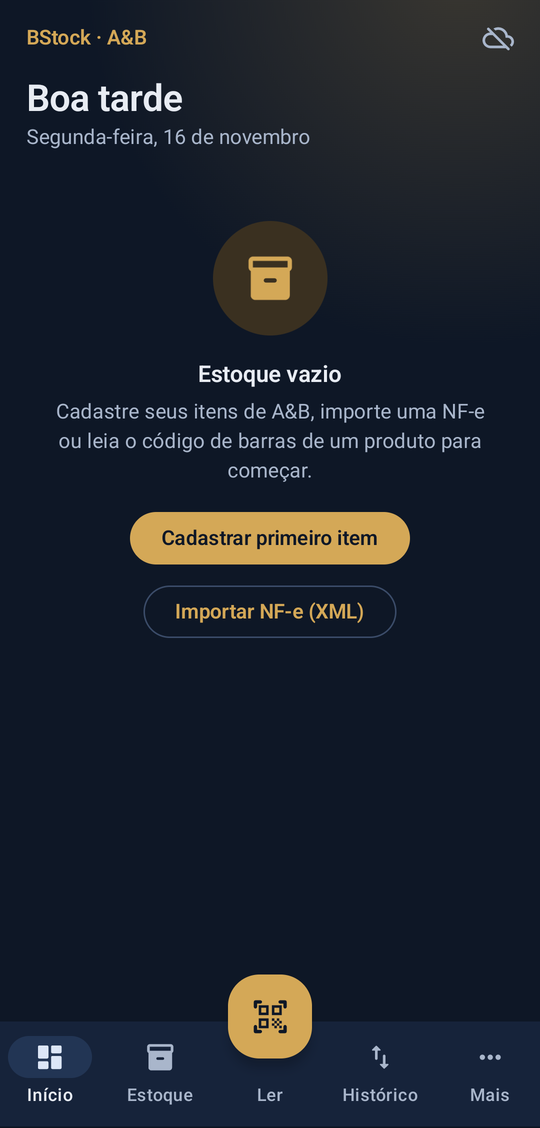 BStock · A&B
Boa tarde
Segunda-feira, 16 de novembro
Estoque vazio
Cadastre seus itens de A&B, importe uma NF-e
ou leia o código de barras de um produto para
começar.
Cadastrar primeiro item
Importar NF-e (XML)
Início
Estoque
Ler
Histórico
Mais